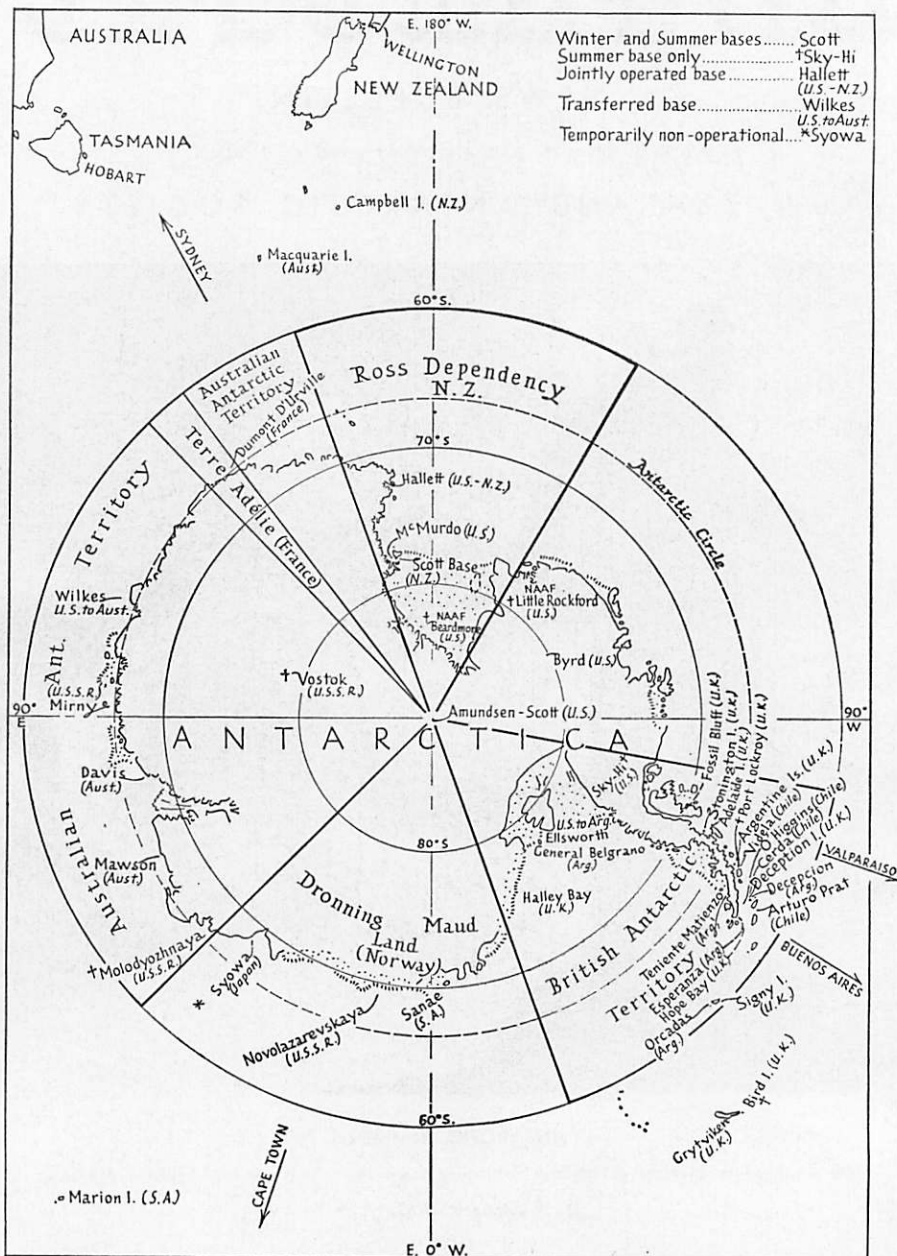 AUSTRALIA
TASMANIA
HOBART
E. 180° W.
WELLINGTON
NEW ZEALAND
Winter and Summer bases...... Scott
Summer base only................ †Sky-Hi
Jointly operated base.......... Hallett
(U.S.-N.Z.)
Transferred base............ Wilkes
U.S. to Aust.
Temporarily non-operational...*Syowa
Campbell I. (N.Z.)
SYDNEY
Macquarie I.
(Aust.)
60°S.
Australian
Antarctic
Territory
Dumont D'Urville
(France)
Ross Dependency
N.Z.
70°S
Antarctic Circle
Terre Adélie (France)
Territory
Hallett (U.S.-N.Z.)
McMurdo (U.S.)
Scott Base
(N.Z.)
NAAF
†Little Rockford
(U.S.)
† NAAF
Beardmore
(U.S.)
Wilkes
U.S. to Aust.
Byrd (U.S.)
Ant.
(U.S.S.R.)
Mirny
†Vostok
(U.S.S.R.)
Amundsen-Scott (U.S.)
90°
E
90°
W
ANTARCTICA
Fossil Bluff (U.K.)
Stonington I. (U.K.)
Adelaide I. (U.K.)
†Port Lockroy (U.K.)
Argentine Is. (U.K.)
Videla (Chile)
O'Higgins (Chile)
Cerda (Chile)
Deception I. (U.K.)
Decepcion
(Arg.)
Arturo Prat
(Chile)
VALPARAISO
Sky-Hi†
(U.S.)
Davis
(Aust.)
U.S. to Arg.
Ellsworth
General Belgrano
(Arg.)
80°S
Mawson
(Aust.)
Australian
Halley Bay
(U.K.)
Dronning Maud
Land
(Norway)
British Antarctic
Territory
Teniente Matienzo
(Arg.)
Esperanza (Arg.)
Hope Bay (U.K.)
Orcadas
(Arg.)
Signy I.
(U.K.)
BUENOS AIRES
†Molodyozhnaya
(U.S.S.R.)
* Syowa
(Japan)
Novolazarevskaya
(U.S.S.R.)
Sanae
(S.A.)
60°S.
Bird I. (U.K.)
†
Grytviken
(U.K.)
CAPE TOWN
Marion I. (S.A.)
E. 0° W.